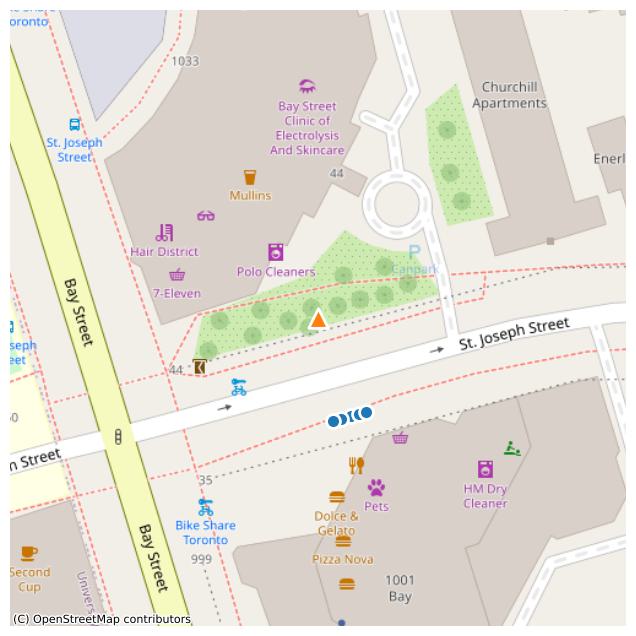 oronto
1033
St. Joseph
Street
Bay Street
Clinic of
Electrolysis
And Skincare
Churchill
Apartments
44
Mullins
Enerl
Hair District
Polo Cleaners
7-Eleven
Canpark
Bay Street
St. Joseph Street
seph
eet
44
n Street
35
Bike Share
Toronto
999
Bay Street
Pets
HM Dry
Cleaner
Dolce &
Gelato
Pizza Nova
1001
Bay
Second
Cup
Univers
(C) OpenStreetMap contributors